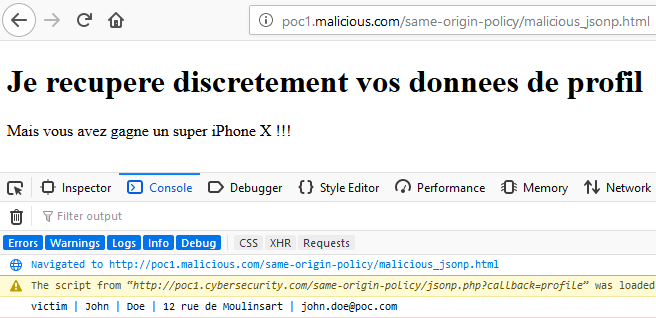 poc1.malicious.com/same-origin-policy/malicious_jsonp.html
Je recupere discretement vos donnees de profil
Mais vous avez gagne un super iPhone X !!!
Inspector Console Debugger Style Editor Performance Memory Network
Filter output
Errors Warnings Logs Info Debug CSS XHR Requests
Navigated to http://poc1.malicious.com/same-origin-policy/malicious_jsonp.html
The script from “http://poc1.cybersecurity.com/same-origin-policy/jsonp.php?callback=profile” was loaded
victim | John | Doe | 12 rue de Moulinsart | john.doe@poc.com